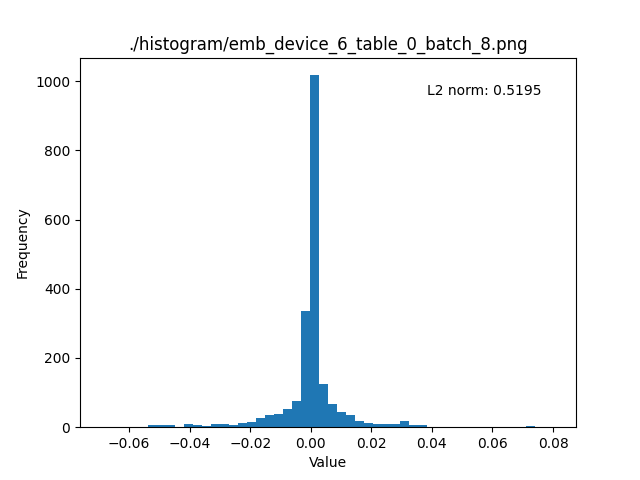 ./histogram/emb_device_6_table_0_batch_8.png
L2 norm: 0.5195
1000
800
600
400
200
0
Frequency
−0.06 −0.04 −0.02 0.00 0.02 0.04 0.06 0.08
Value